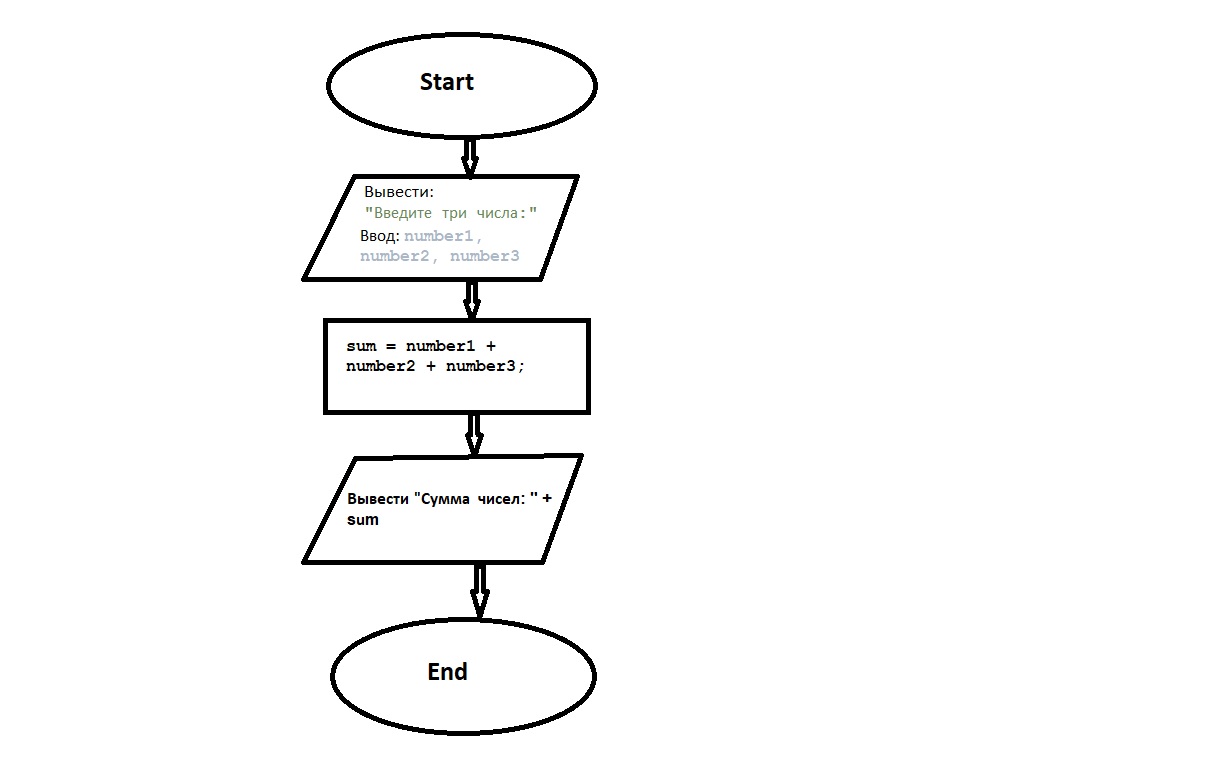 Start
Вывести:
"Введите три числа:"
Ввод: number1,
number2, number3
sum = number1 +
number2 + number3;
Вывести "Сумма чисел: " +
sum
End